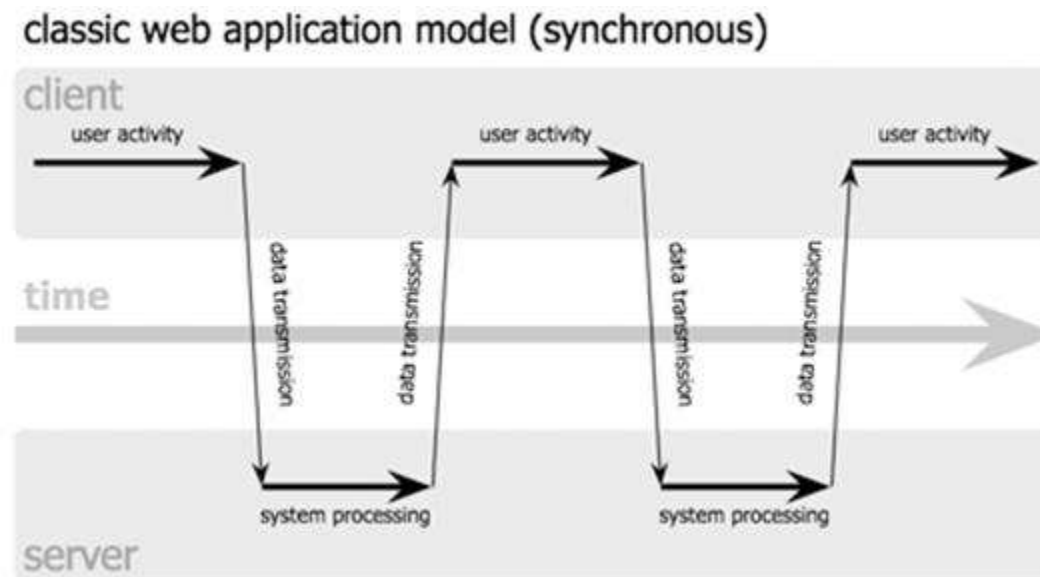 classic web application model (synchronous)
client
user activity
user activity
user activity
data transmission
data transmission
data transmission
data transmission
time
system processing
system processing
server